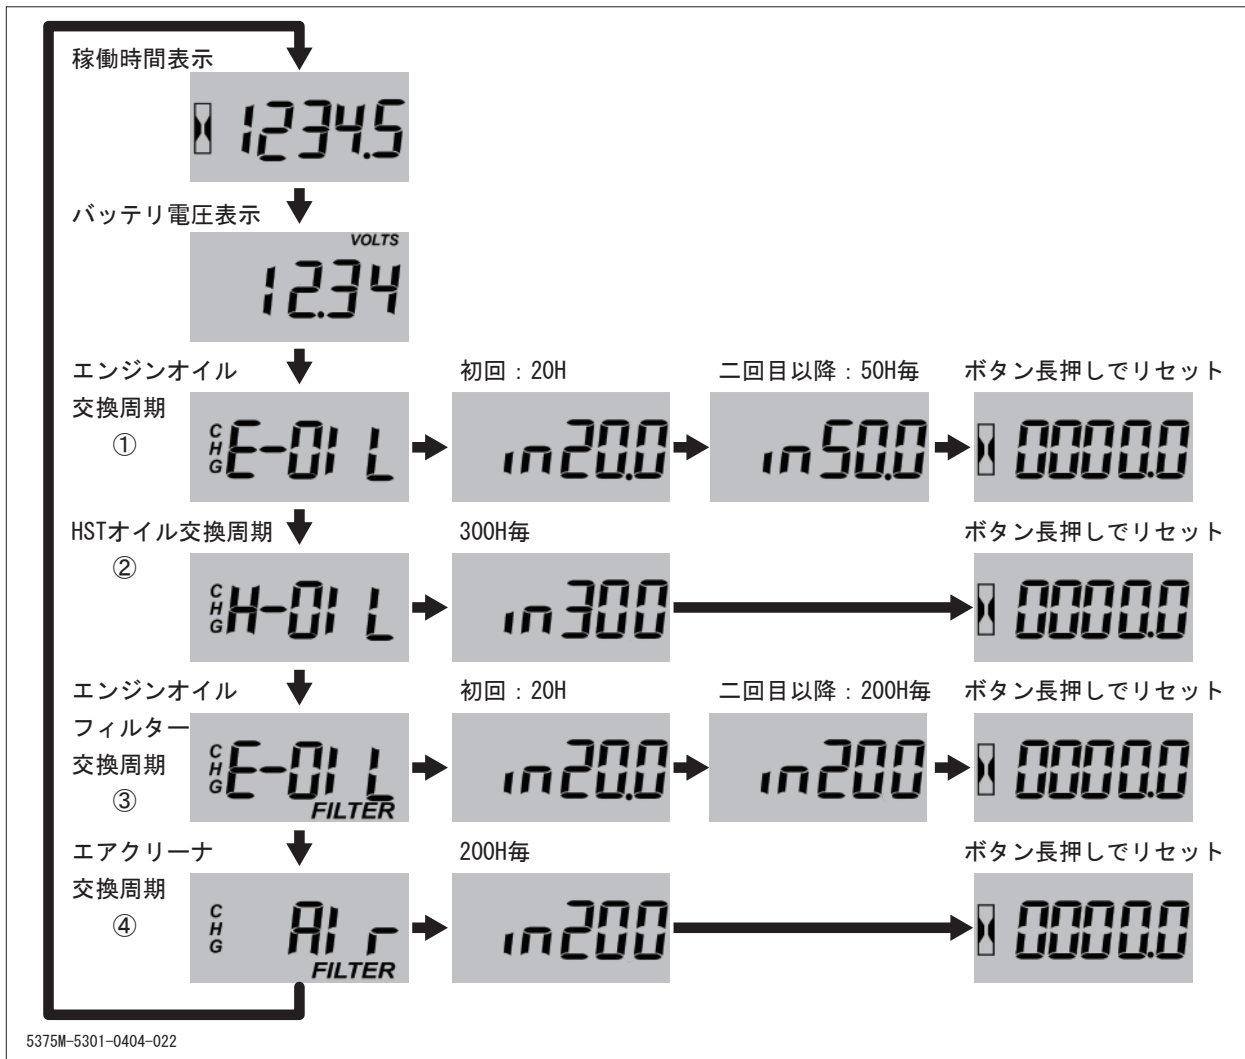 稼働時間表示
1234.5
バッテリ電圧表示
VOLTS
12.34
エンジンオイル
交換周期
①
CHG E-OIL
初回：20H
in20.0
二回目以降：50H毎
in50.0
ボタン長押しでリセット
0000.0
HSTオイル交換周期
②
CHG H-OIL
300H毎
in300
ボタン長押しでリセット
0000.0
エンジンオイル
フィルター
交換周期
③
CHG E-OIL
FILTER
初回：20H
in20.0
二回目以降：200H毎
in200
ボタン長押しでリセット
0000.0
エアクリーナ
交換周期
④
CHG AIr
FILTER
200H毎
in200
ボタン長押しでリセット
0000.0
5375M-5301-0404-022